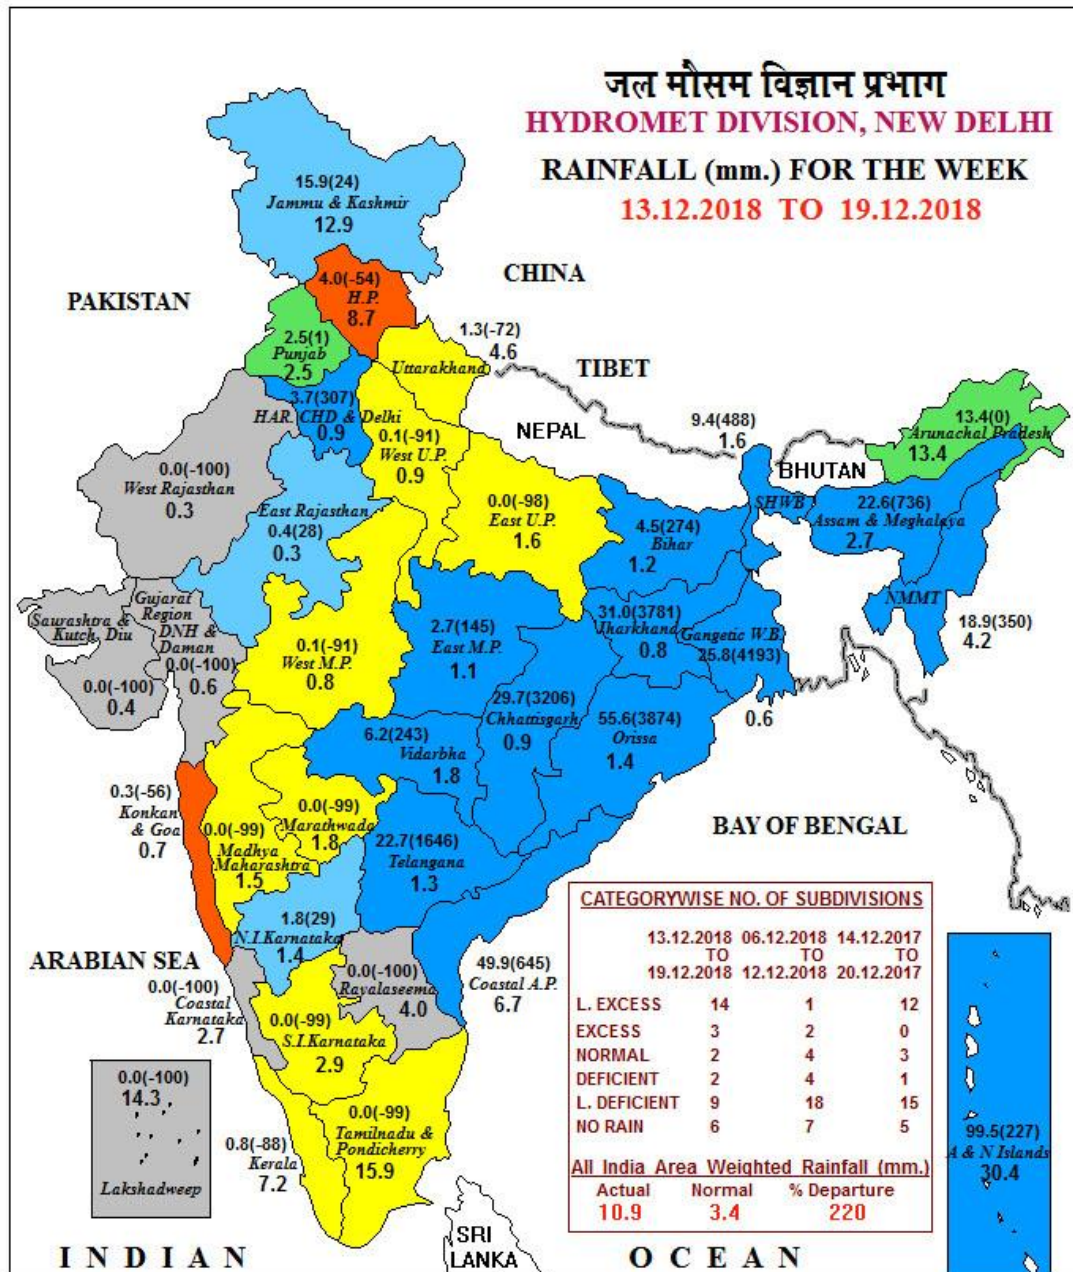 जल मौसम विज्ञान प्रभाग
HYDROMET DIVISION, NEW DELHI
RAINFALL (mm.) FOR THE WEEK
13.12.2018 TO 19.12.2018
15.9(24)
Jammu & Kashmir
12.9
CHINA
PAKISTAN
4.0(-54)
H.P.
8.7
2.5(1)
Punjab
2.5
1.3(-72)
4.6
Uttarakhand
TIBET
3.7(307)
HAR. CHD & Delhi
0.9
NEPAL
9.4(488)
1.6
13.4(0)
Arunachal Pradesh
13.4
BHUTAN
0.1(-91)
West U.P.
0.9
0.0(-100)
West Rajasthan
0.3
East Rajasthan
0.4(28)
0.3
0.0(-98)
East U.P.
1.6
SHWB
22.6(736)
Assam & Meghalaya
2.7
4.5(274)
Bihar
1.2
Gujarat
Region
DNH &
Daman
0.0(-100)
0.6
Saurashtra &
Kutch, Diu
0.0(-100)
0.4
NMMT
18.9(350)
4.2
31.0(3781)
Jharkhand
0.8
Gangetic W.B.
25.8(4193)
0.6
2.7(145)
East M.P.
1.1
0.1(-91)
West M.P.
0.8
29.7(3206)
Chhattisgarh
0.9
55.6(3874)
Orissa
1.4
6.2(243)
Vidarbha
1.8
0.3(-56)
Konkan
& Goa
0.7
0.0(-99)
Marathwada
1.8
0.0(-99)
Madhya
Maharashtra
1.5
22.7(1646)
Telangana
1.3
BAY OF BENGAL
1.8(29)
N.I.Karnataka
1.4
ARABIAN SEA
0.0(-100)
Coastal
Karnataka
2.7
0.0(-100)
Rayalaseema
4.0
49.9(645)
Coastal A.P.
6.7
0.0(-99)
S.I.Karnataka
2.9
0.0(-100)
14.3
Lakshadweep
0.8(-88)
Kerala
7.2
0.0(-99)
Tamilnadu &
Pondicherry
15.9
CATEGORYWISE NO. OF SUBDIVISIONS
13.12.2018 06.12.2018 14.12.2017
TO TO TO
19.12.2018 12.12.2018 20.12.2017
L. EXCESS 14 1 12
EXCESS 3 2 0
NORMAL 2 4 3
DEFICIENT 2 4 1
L. DEFICIENT 9 18 15
NO RAIN 6 7 5
All India Area Weighted Rainfall (mm.)
Actual Normal % Departure
10.9 3.4 220
99.5(227)
A & N Islands
30.4
SRI
LANKA
INDIAN OCEAN